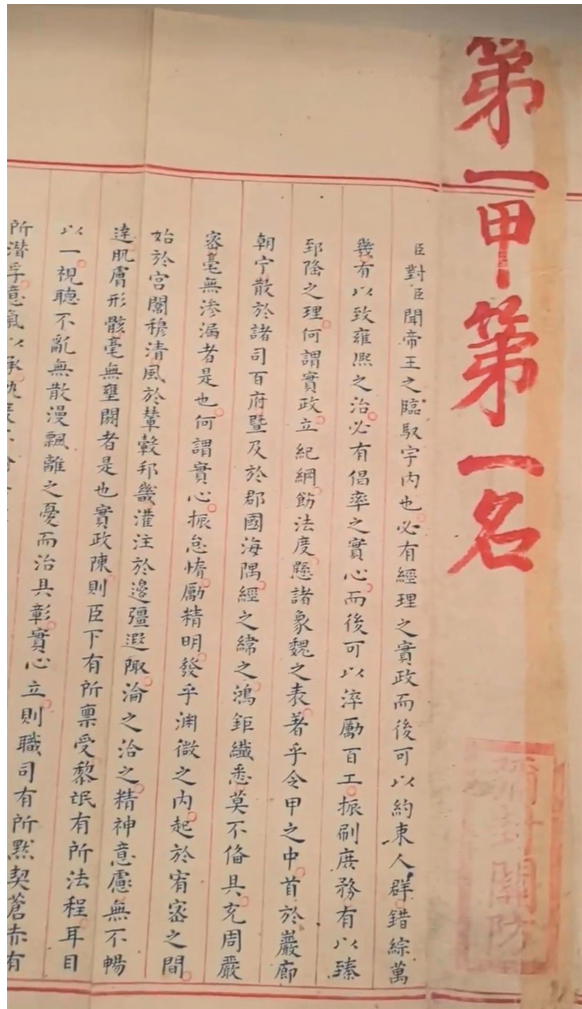 第一甲第一名
彌封關防
臣對臣聞帝王之臨馭宇內也必有經理之實政而後可以約束人群錯綜萬
幾有以致雍熙之治必有倡率之實心而後可以淬勵百工振刷庶務有以臻
郅隆之理何謂實政立紀綱飭法度懸諸象魏之表著乎令甲之中首於巖廊
朝宁散於諸司百府暨及於郡國海隅經之緯之鴻鉅纖悉莫不備具充周嚴
密毫無滲漏者是也何謂實心振怠惰勵精明發乎淵微之內起於宥密之間
始於宮闈穆清風於輦轂邦畿灌注於邊疆遐陬淪之洽之精神意慮無不暢
達肌膚形骸毫無壅閼者是也實政陳則臣下有所稟受黎氓有所法程耳目
以一視聽不亂無散漫飄離之憂而治具彰實心立則職司有所默契蒼赤有
所潛孚意氣以承